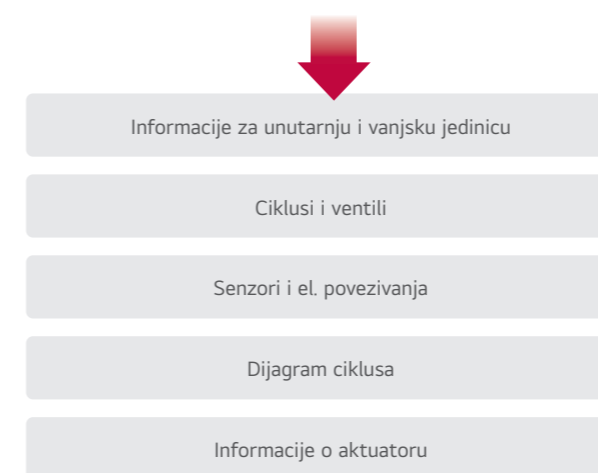 Informacije za unutarnju i vanjsku jedinicu
Ciklusi i ventili
Senzori i el. povezivanja
Dijagram ciklusa
Informacije o aktuatoru